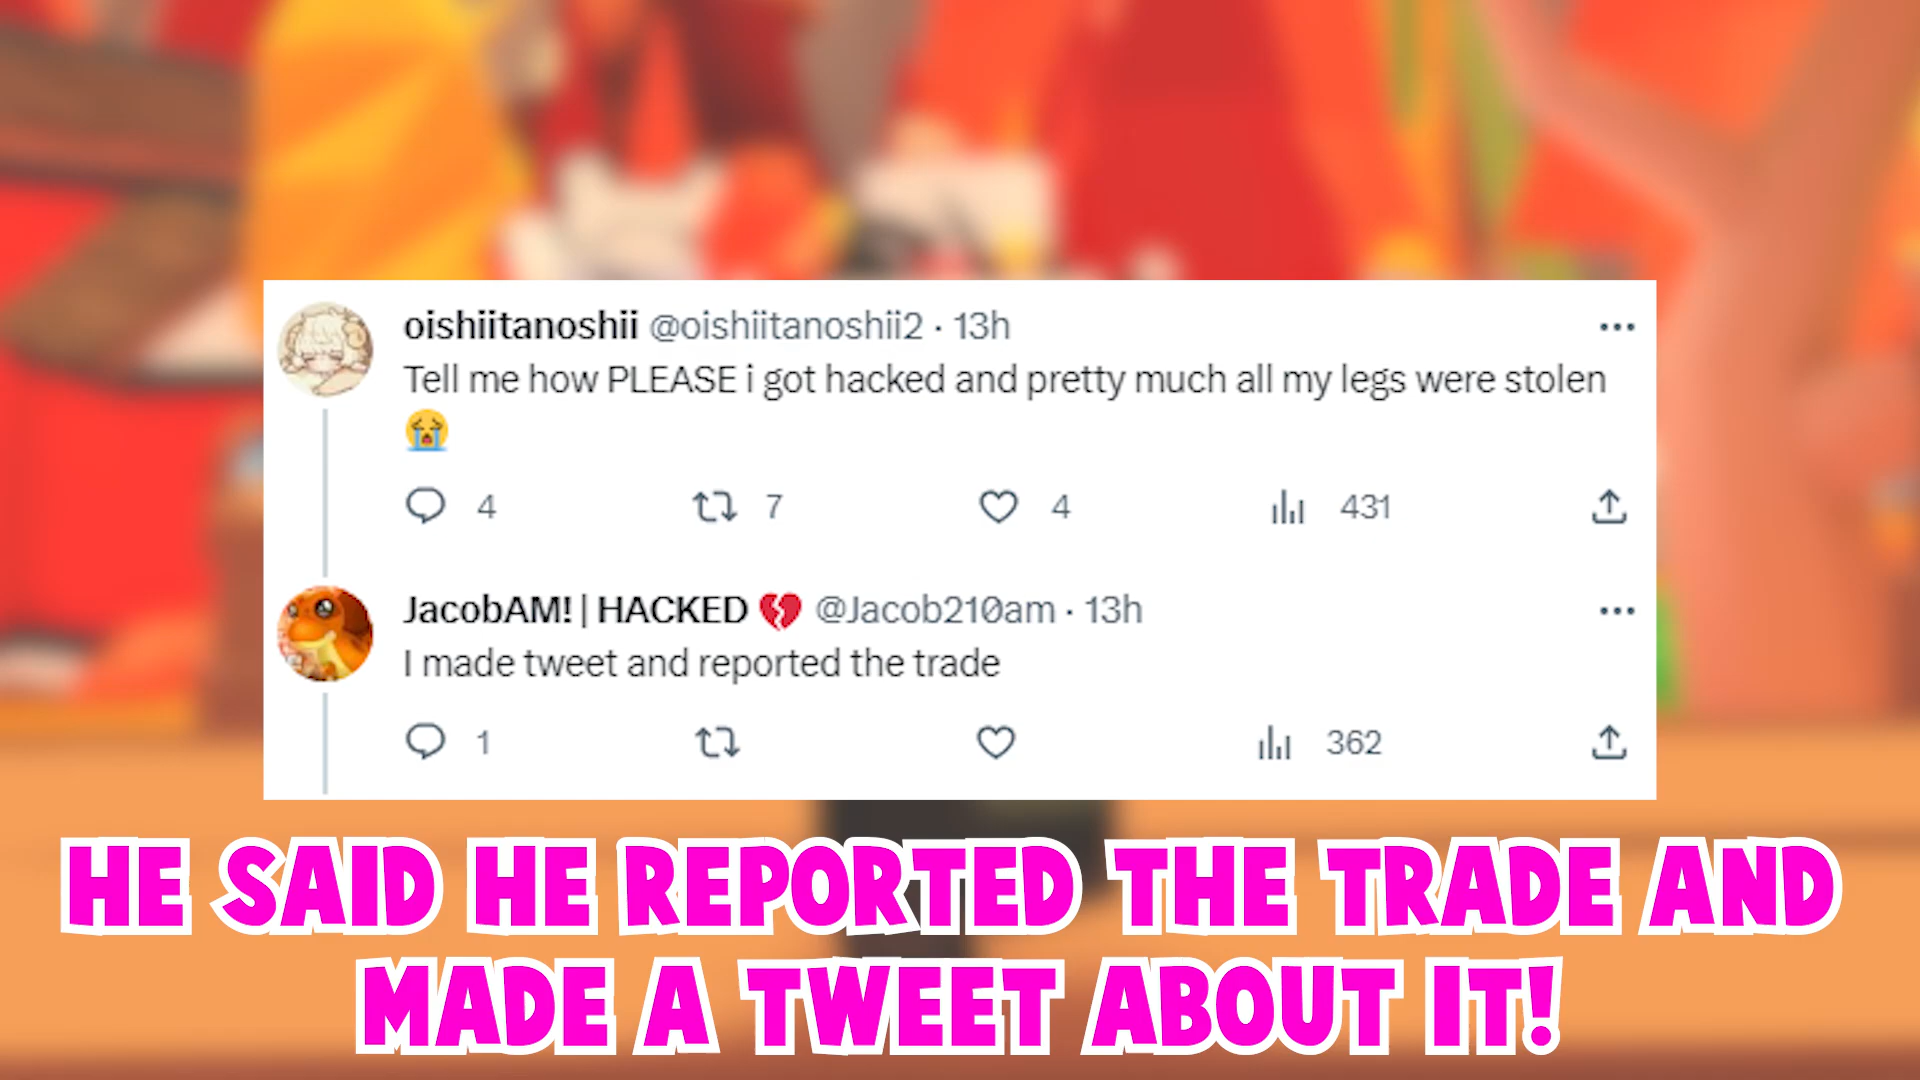 oishiitanoshii @oishiitanoshii2 · 13h
Tell me how PLEASE i got hacked and pretty much all my legs were stolen
😭
4 7 4 431
JacobAM! | HACKED 💔 @Jacob210am · 13h
I made tweet and reported the trade
1 362
HE SAID HE REPORTED THE TRADE AND
MADE A TWEET ABOUT IT!